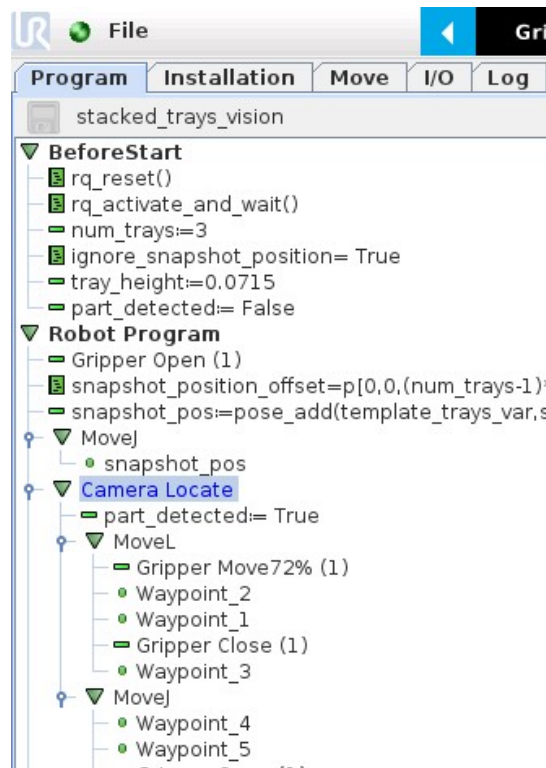 UR File Gri
Program Installation Move I/O Log
stacked_trays_vision
BeforeStart
rq_reset()
rq_activate_and_wait()
num_trays:=3
ignore_snapshot_position= True
tray_height:=0.0715
part_detected:= False
Robot Program
Gripper Open (1)
snapshot_position_offset=p[0,0,(num_trays-1)*
snapshot_pos:=pose_add(template_trays_var,s
MoveJ
snapshot_pos
Camera Locate
part_detected:= True
MoveL
Gripper Move72% (1)
Waypoint_2
Waypoint_1
Gripper Close (1)
Waypoint_3
MoveJ
Waypoint_4
Waypoint_5